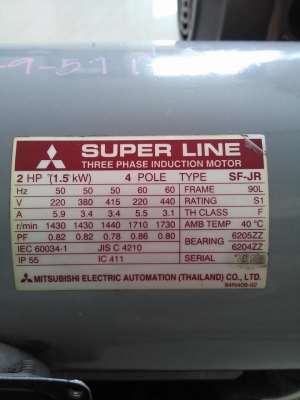 -9-57
SUPER LINE
THREE PHASE INDUCTION MOTOR
2 HP (1.5 kW) 4 POLE TYPE SF-JR
Hz 50 50 50 60 60 FRAME 90L
V 220 380 415 220 440 RATING S1
A 5.9 3.4 3.4 5.5 3.1 TH CLASS F
r/min 1430 1430 1440 1710 1730 AMB TEMP 40 °C
PF 0.82 0.82 0.78 0.86 0.80 BEARING 6205ZZ
IEC 60034-1 JIS C 4210 6204ZZ
IP 55 IC 411 SERIAL
MITSUBISHI ELECTRIC AUTOMATION (THAILAND) CO., LTD.
94N406-02